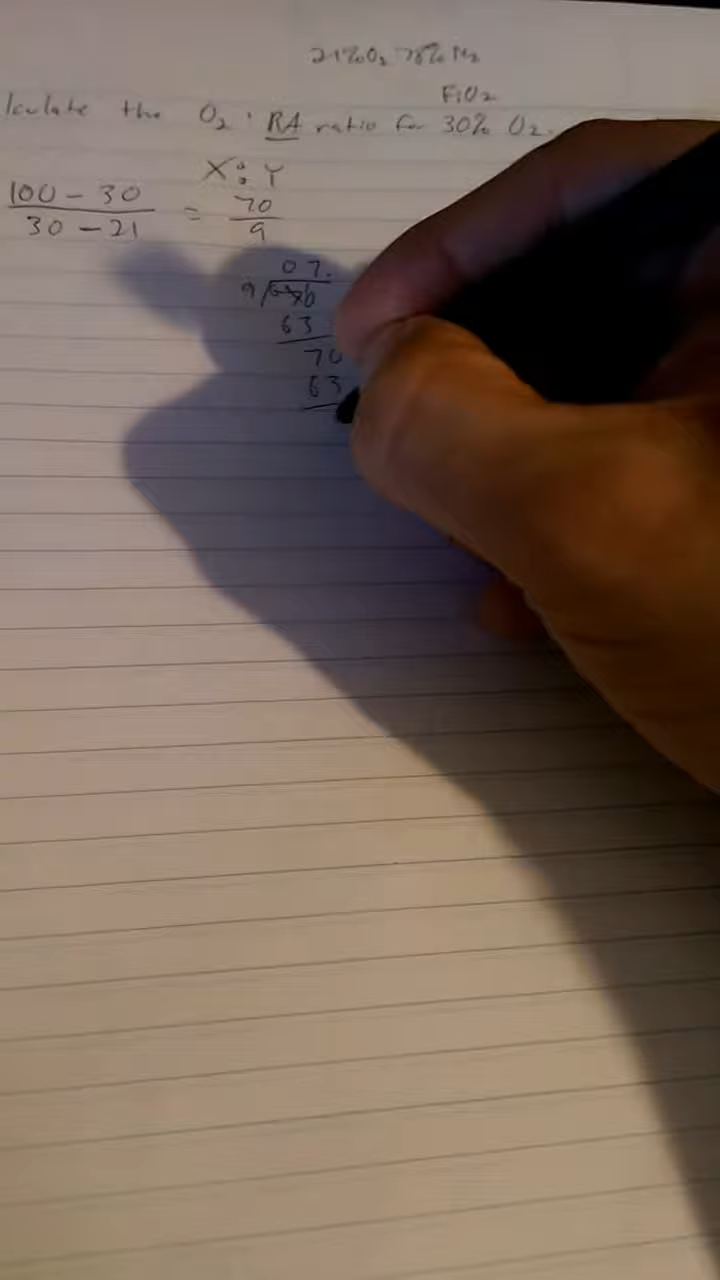 21% O₂ 78% N₂
FiO₂
lculate the O₂ : RA ratio for 30% O₂.
X : Y
100 - 30 = 70
30 - 21 9
07.
9
63
70
63